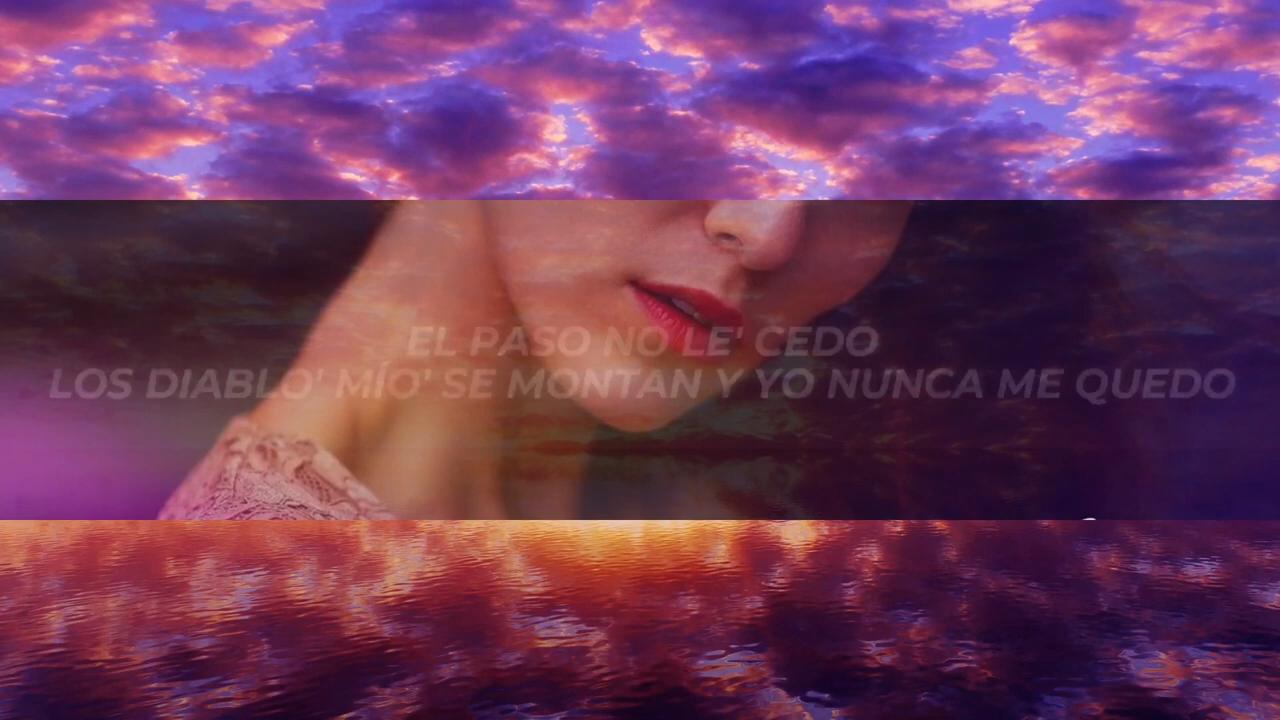 EL PASO NO LE' CEDO
LOS DIABLO' MÍO' SE MONTAN Y YO NUNCA ME QUEDO